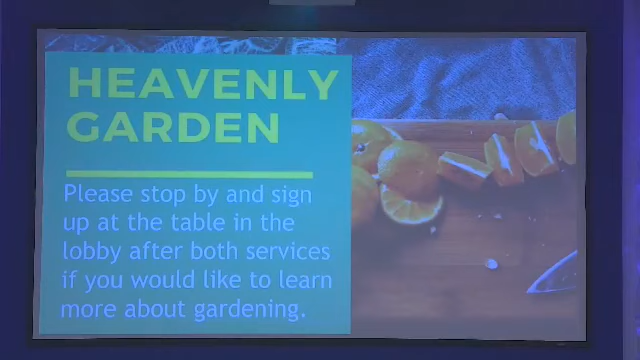 HEAVENLY
GARDEN
Please stop by and sign
up at the table in the
lobby after both services
if you would like to learn
more about gardening.